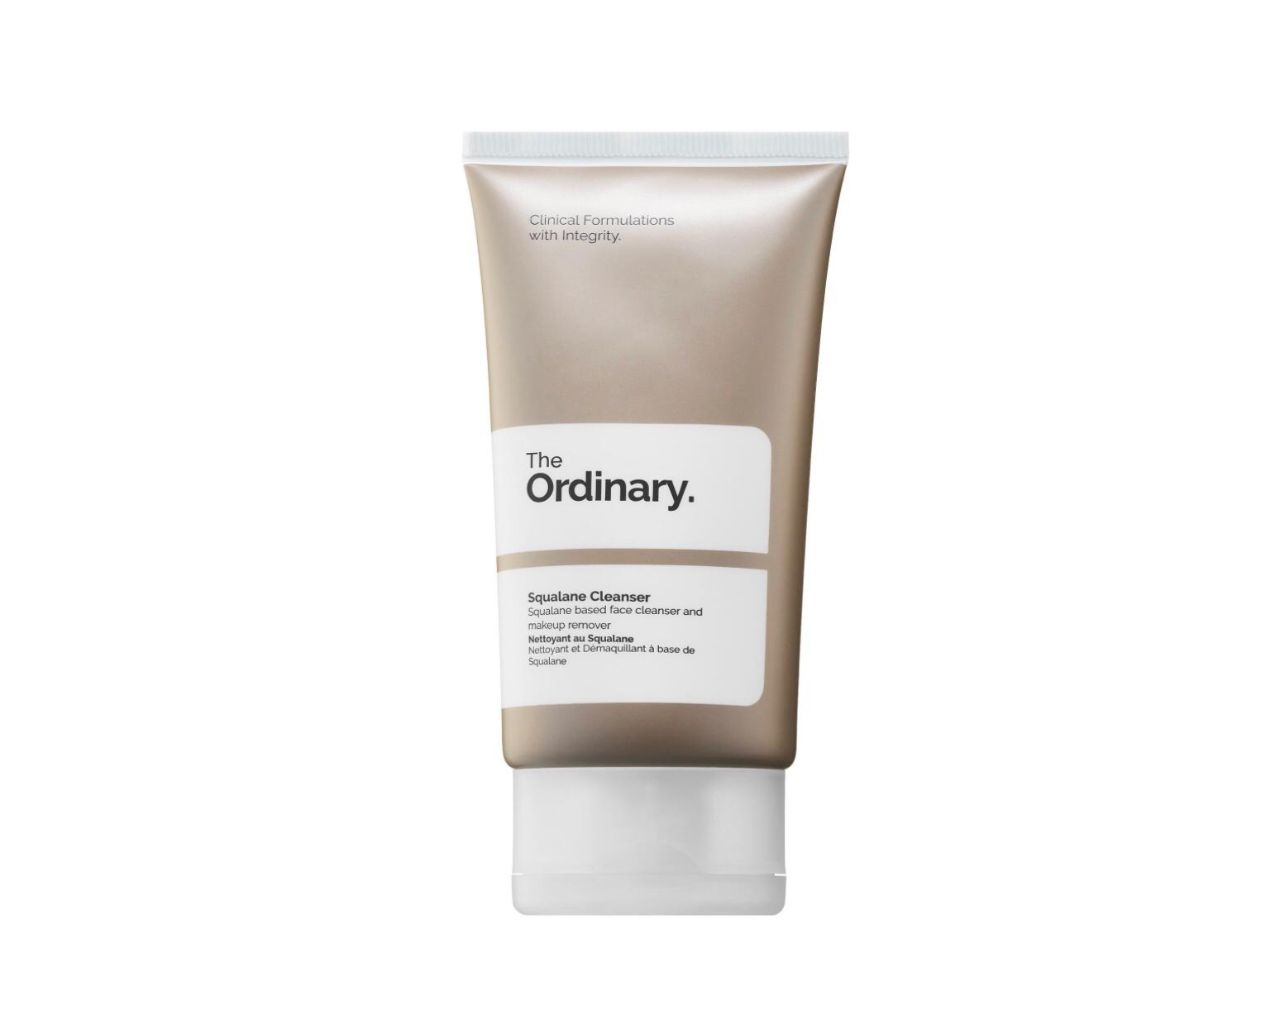 Clinical Formulations
with Integrity.
The
Ordinary.
Squalane Cleanser
Squalane based face cleanser and
makeup remover
Nettoyant au Squalane
Nettoyant et Démaquillant à base de
Squalane